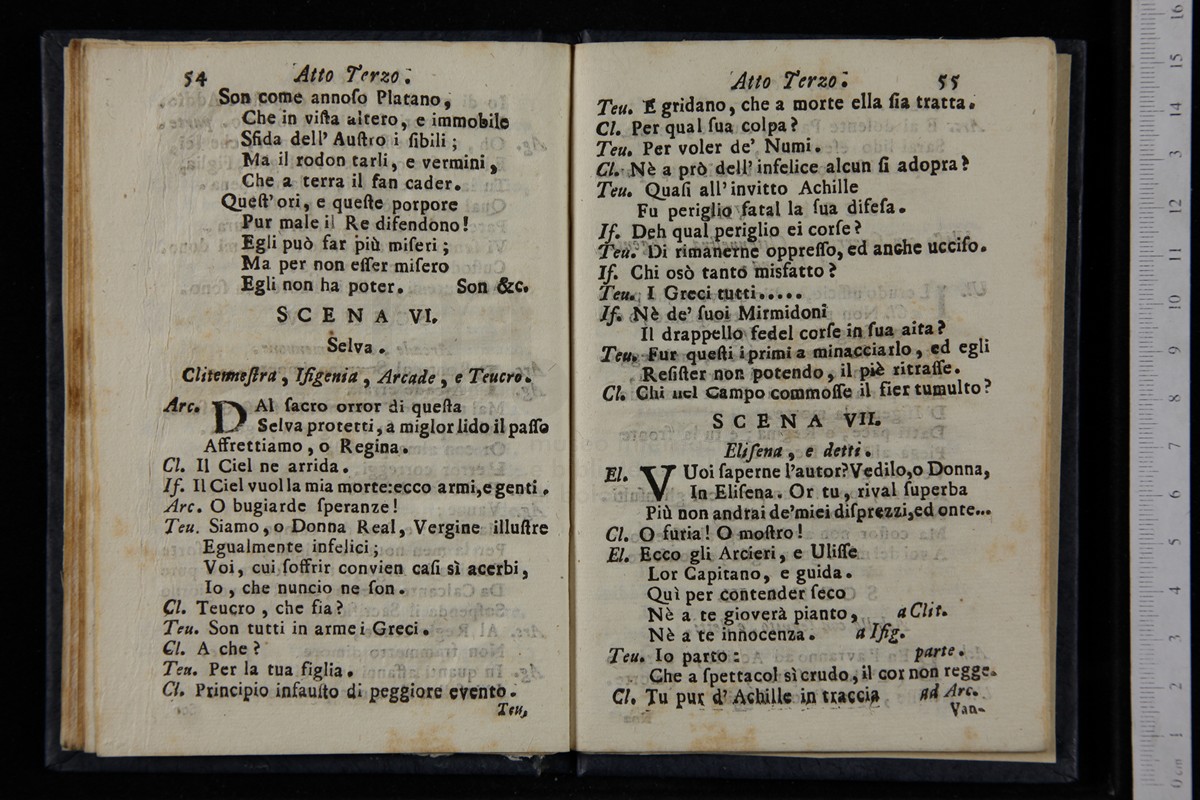 54 Atto Terzo.
Son come annoſo Platano,
Che in viſta altero, e immobile
Sfida dell' Auſtro i ſibili;
Ma il rodon tarli, e vermini,
Che a terra il fan cader.
Queſt' ori, e queſte porpore
Pur male il Re difendono!
Egli può far più miſeri;
Ma per non eſſer miſero
Egli non ha poter. Son &c.
SCENA VI.
Selva.
Clitemneſtra, Ifigenia, Arcade, e Teucro.
Arc. DAl ſacro orror di queſta
Selva protetti, a miglor lido il paſſo
Affrettiamo, o Regina.
Cl. Il Ciel ne arrida.
If. Il Ciel vuol la mia morte: ecco armi, e genti.
Arc. O bugiarde ſperanze!
Teu. Siamo, o Donna Real, Vergine illuſtre
Egualmente infelici;
Voi, cui ſoffrir convien caſi sì acerbi,
Io, che nuncio ne ſon.
Cl. Teucro, che fia?
Teu. Son tutti in arme i Greci.
Cl. A che?
Teu. Per la tua figlia.
Cl. Principio infauſto di peggiore evento.
Teu.
Atto Terzo. 55
Teu. E gridano, che a morte ella ſia tratta.
Cl. Per qual ſua colpa?
Teu. Per voler de' Numi.
Cl. Nè a prò dell' infelice alcun ſi adopra?
Teu. Quaſi all' invitto Achille
Fu periglio fatal la ſua difeſa.
If. Deh qual periglio ei corſe?
Teu. Di rimanerne oppreſſo, ed anche ucciſo.
If. Chi osò tanto misfatto?
Teu. I Greci tutti.....
If. Nè de' ſuoi Mirmidoni
Il drappello fedel corſe in ſua aita?
Teu. Fur queſti i primi a minacciarlo, ed egli
Reſiſter non potendo, il piè ritraſſe.
Cl. Chi nel Campo commoſſe il fier tumulto?
SCENA VII.
Eliſena, e detti.
El. VUoi ſaperne l'autor? Vedilo, o Donna,
In Eliſena. Or tu, rival ſuperba
Più non andrai de' miei diſprezzi, ed onte...
Cl. O furia! O moſtro!
El. Ecco gli Arcieri, e Uliſſe
Lor Capitano, e guida.
Quì per contender ſeco
Nè a te gioverà pianto, a Clit.
Nè a te innocenza. a Ifig.
Teu. Io parto: parte.
Che a ſpettacol sì crudo, il cor non regge.
Cl. Tu pur d' Achille in traccia ad Arc.
Van-